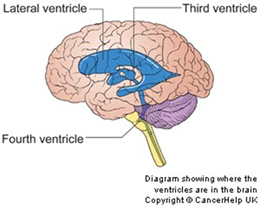 Lateral ventricle
Third ventricle
Fourth ventricle
Diagram showing where the
ventricles are in the brain
Copyright © CancerHelp UK